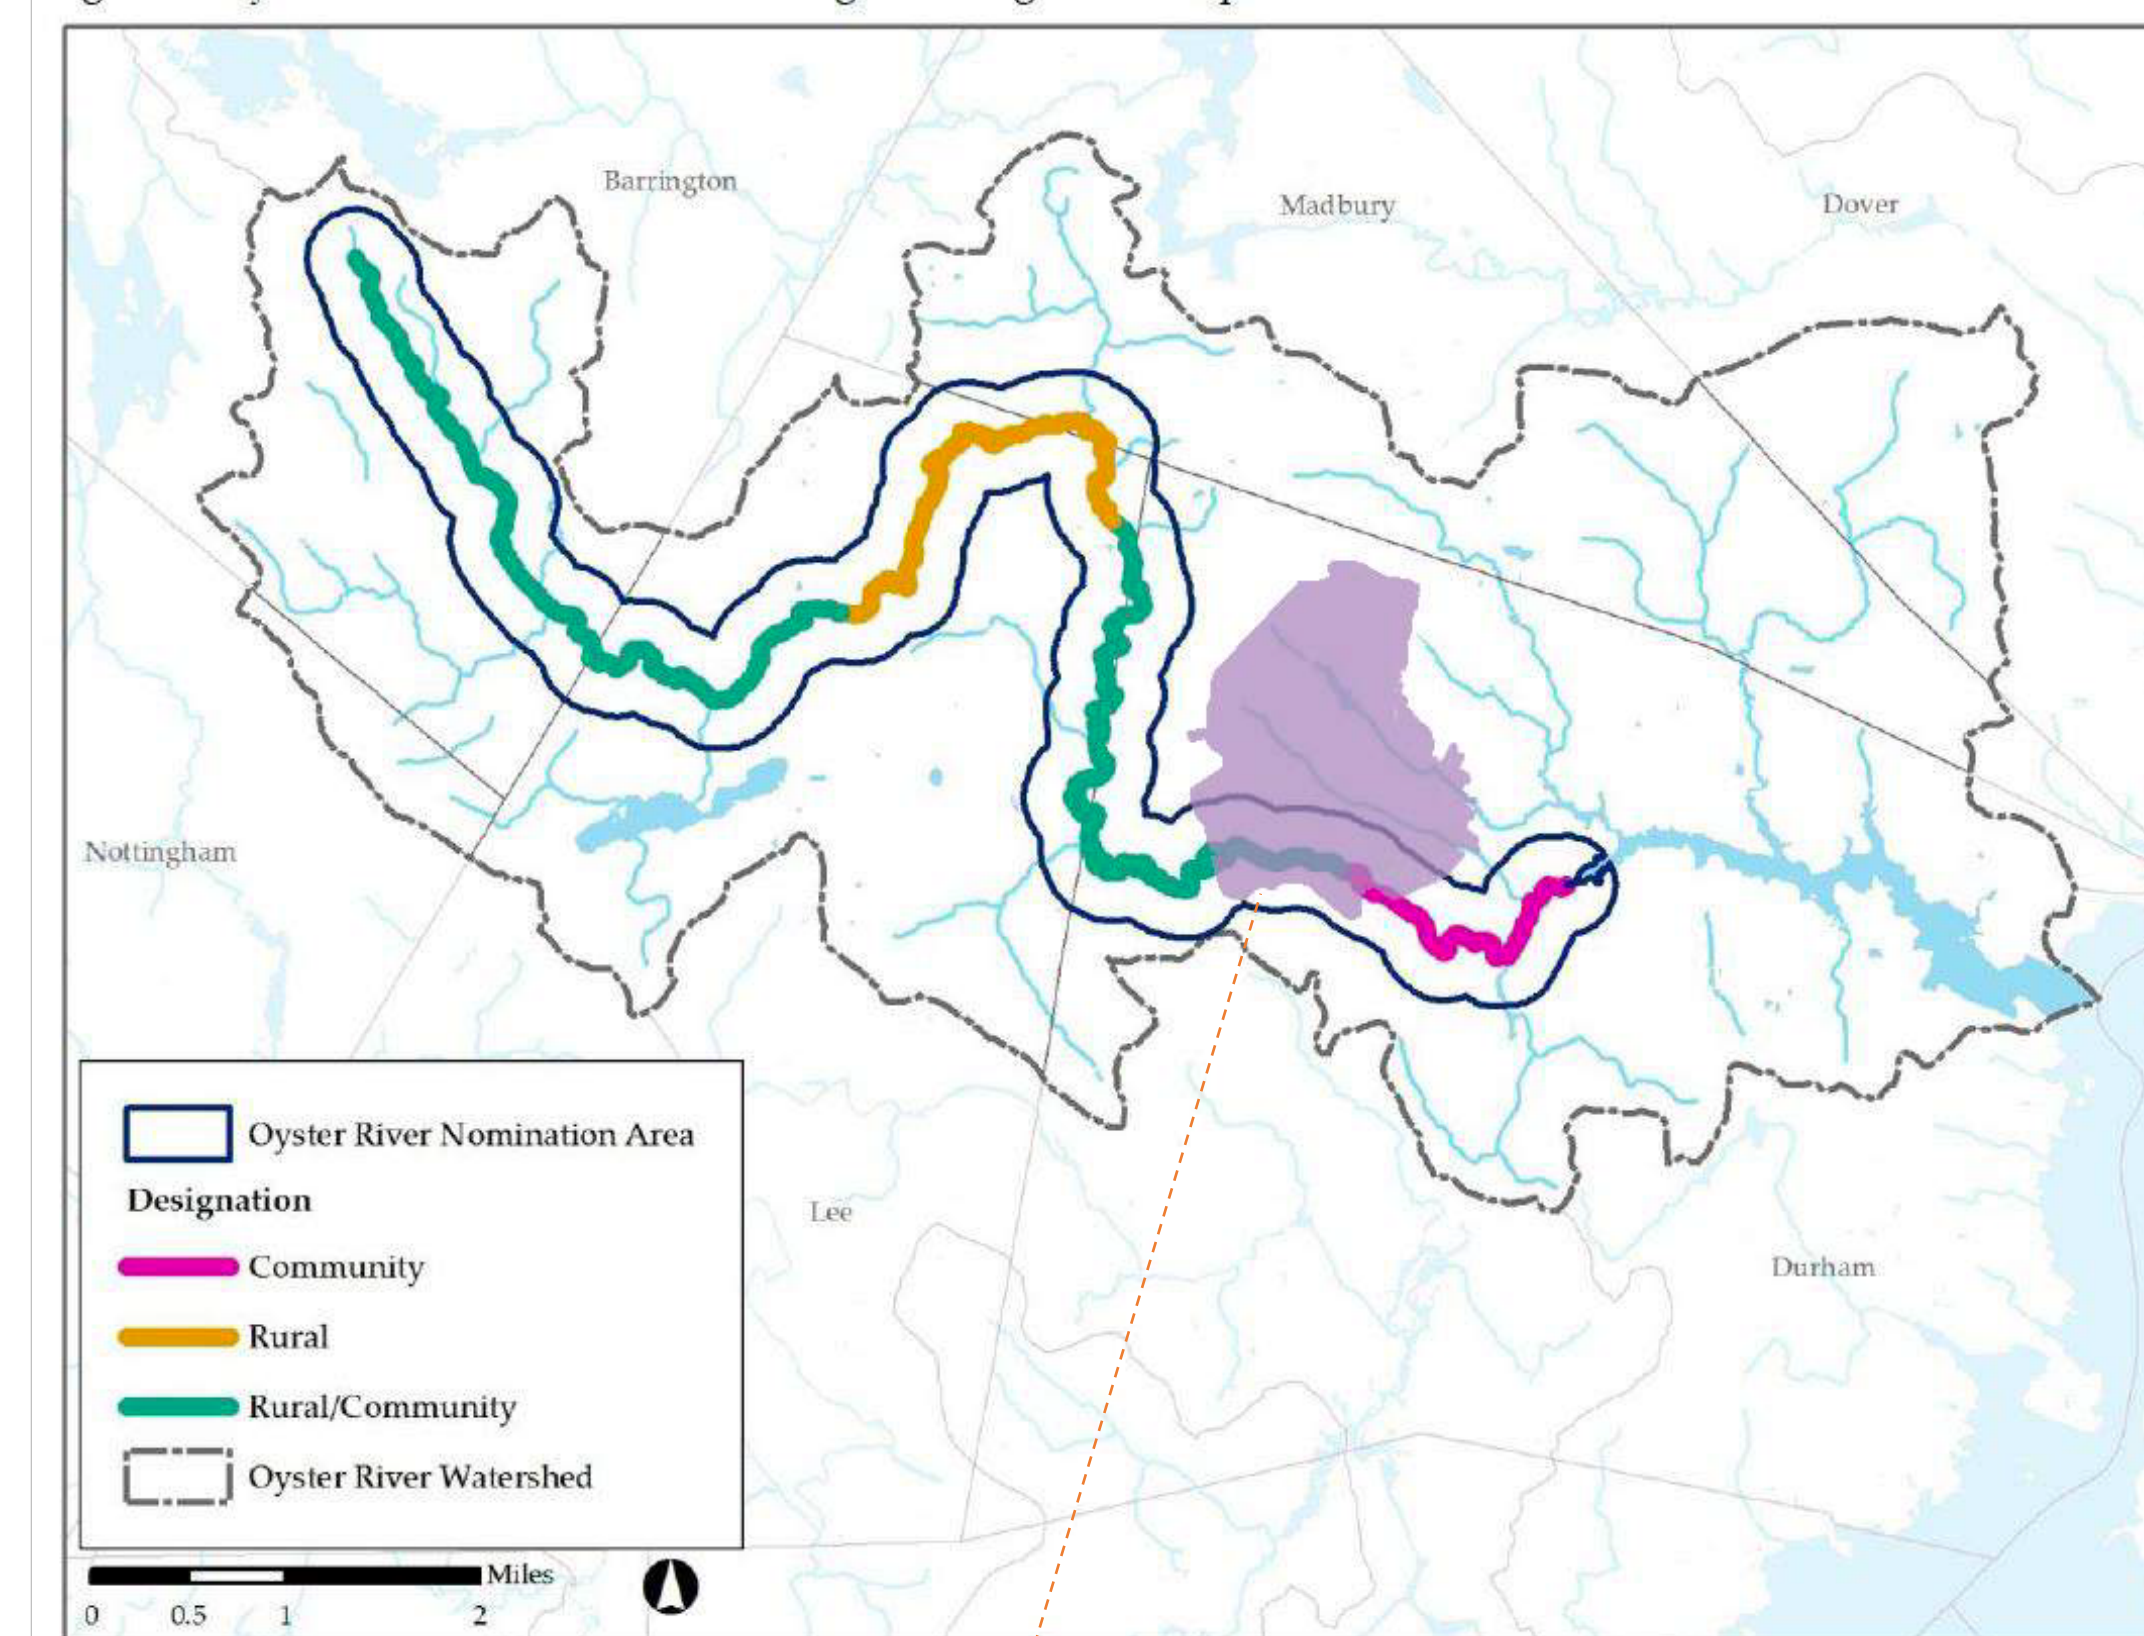 Barrington
Madbury
Dover
Nottingham
Oyster River Nomination Area
Designation
Community
Rural
Rural/Community
Oyster River Watershed
Lee
Durham
Miles
0 0.5 1 2